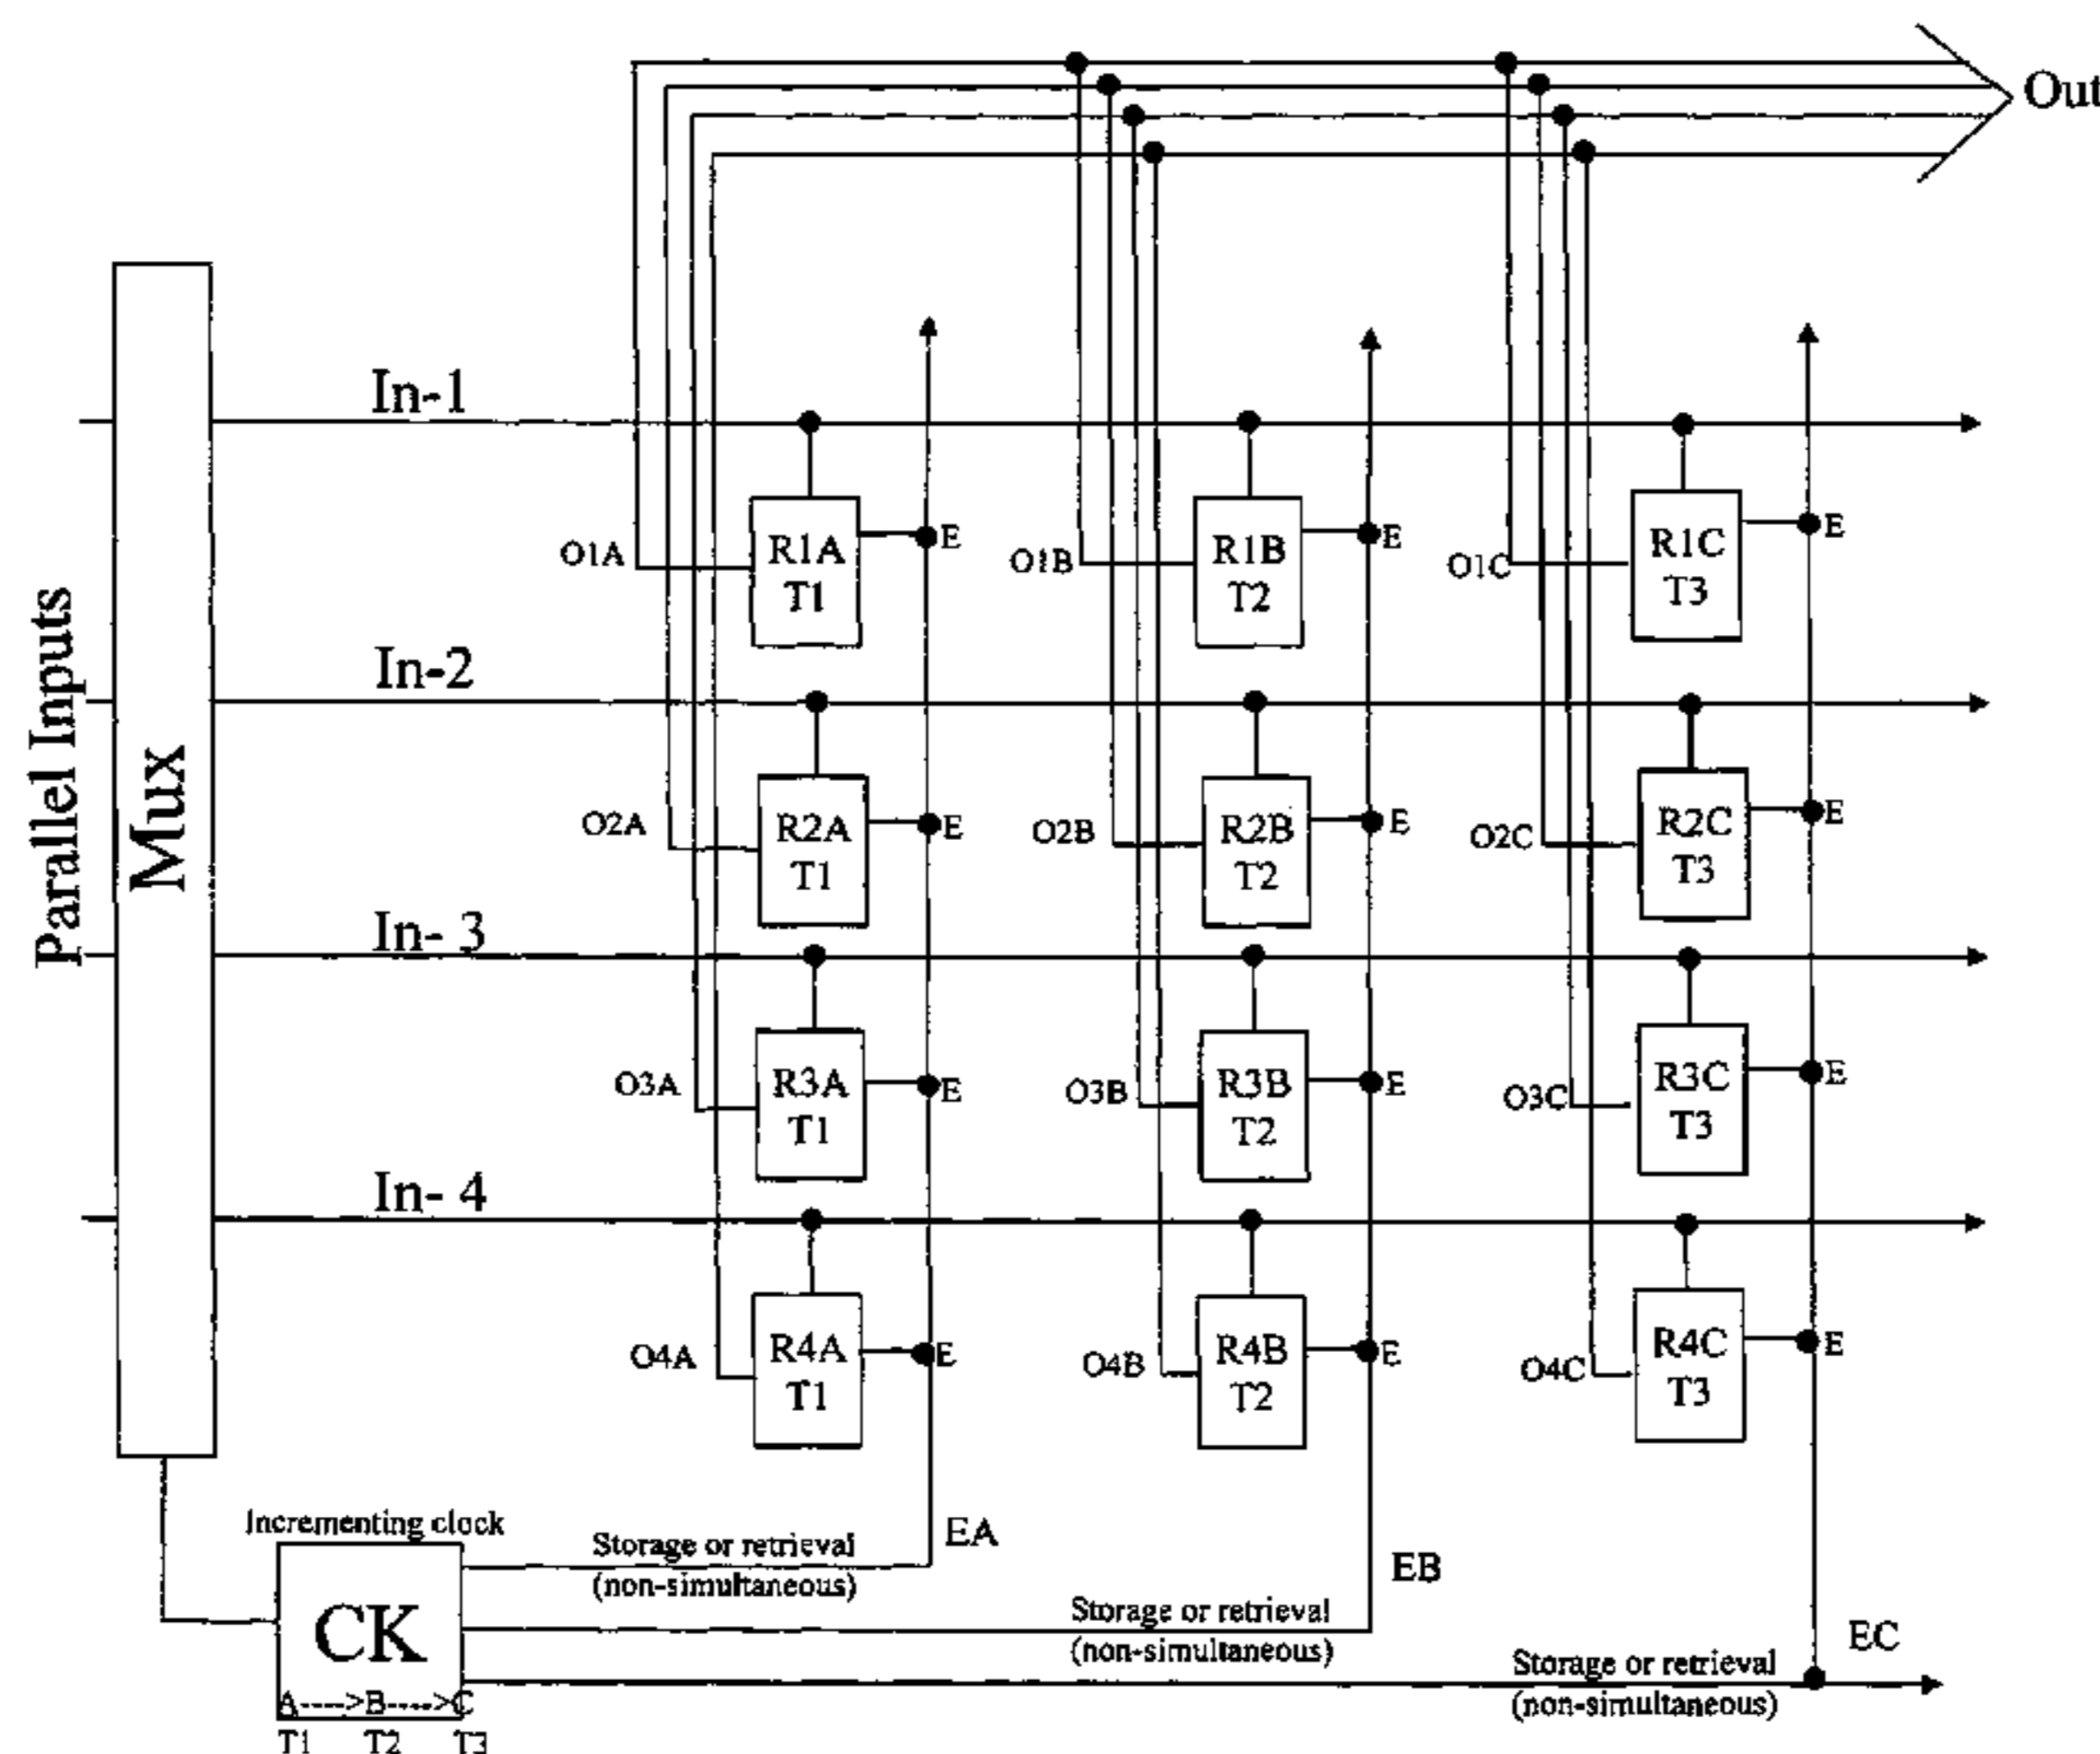 Out
In-1
O1A
R1A
T1
E
O1B
R1B
T2
E
O1C
R1C
T3
E
Parallel Inputs
Mux
In-2
O2A
R2A
T1
E
O2B
R2B
T2
E
O2C
R2C
T3
E
In- 3
O3A
R3A
T1
E
O3B
R3B
T2
E
O3C
R3C
T3
E
In- 4
O4A
R4A
T1
E
O4B
R4B
T2
E
O4C
R4C
T3
E
Incrementing clock
CK
A---->B---->C
T1 T2 T3
Storage or retrieval
(non-simultaneous)
EA
Storage or retrieval
(non-simultaneous)
EB
Storage or retrieval
(non-simultaneous)
EC